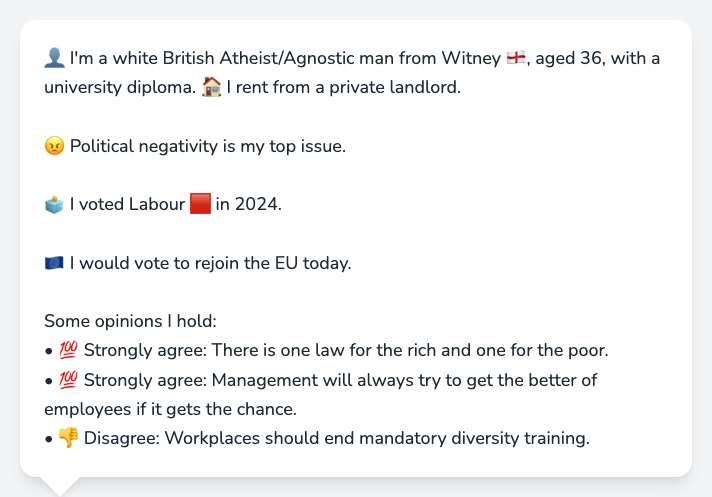 👤 I'm a white British Atheist/Agnostic man from Witney 🏴󠁧󠁢󠁥󠁮󠁧󠁿, aged 36, with a
university diploma. 🏠 I rent from a private landlord.
😠 Political negativity is my top issue.
🗳️ I voted Labour 🟥 in 2024.
🇪🇺 I would vote to rejoin the EU today.
Some opinions I hold:
• 💯 Strongly agree: There is one law for the rich and one for the poor.
• 💯 Strongly agree: Management will always try to get the better of
employees if it gets the chance.
• 👎 Disagree: Workplaces should end mandatory diversity training.